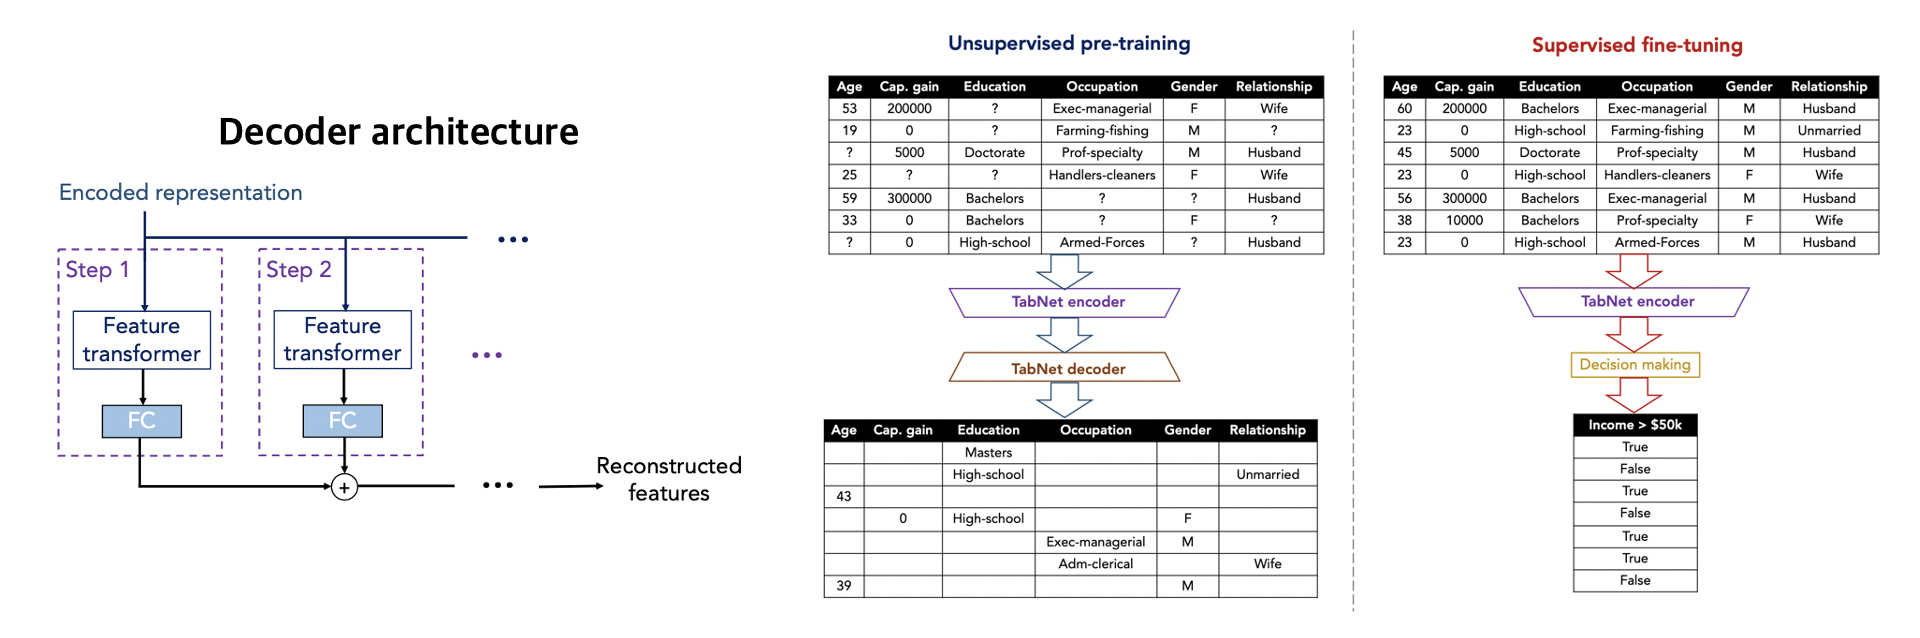 Decoder architecture
Encoded representation
Step 1
Step 2
Feature
transformer
Feature
transformer
...
...
...
FC
FC
+
...
Reconstructed
features
Unsupervised pre-training
Age Cap. gain Education Occupation Gender Relationship
53 200000 ? Exec-managerial F Wife
19 0 ? Farming-fishing M ?
? 5000 Doctorate Prof-specialty M Husband
25 ? ? Handlers-cleaners F Wife
59 300000 Bachelors ? ? Husband
33 0 Bachelors ? F ?
? 0 High-school Armed-Forces ? Husband
TabNet encoder
TabNet decoder
Age Cap. gain Education Occupation Gender Relationship
Masters
High-school Unmarried
43
0 High-school F
Exec-managerial M
Adm-clerical Wife
39 M
Supervised fine-tuning
Age Cap. gain Education Occupation Gender Relationship
60 200000 Bachelors Exec-managerial M Husband
23 0 High-school Farming-fishing M Unmarried
45 5000 Doctorate Prof-specialty M Husband
23 0 High-school Handlers-cleaners F Wife
56 300000 Bachelors Exec-managerial M Husband
38 10000 Bachelors Prof-specialty F Wife
23 0 High-school Armed-Forces M Husband
TabNet encoder
Decision making
Income > $50k
True
False
True
False
True
True
False